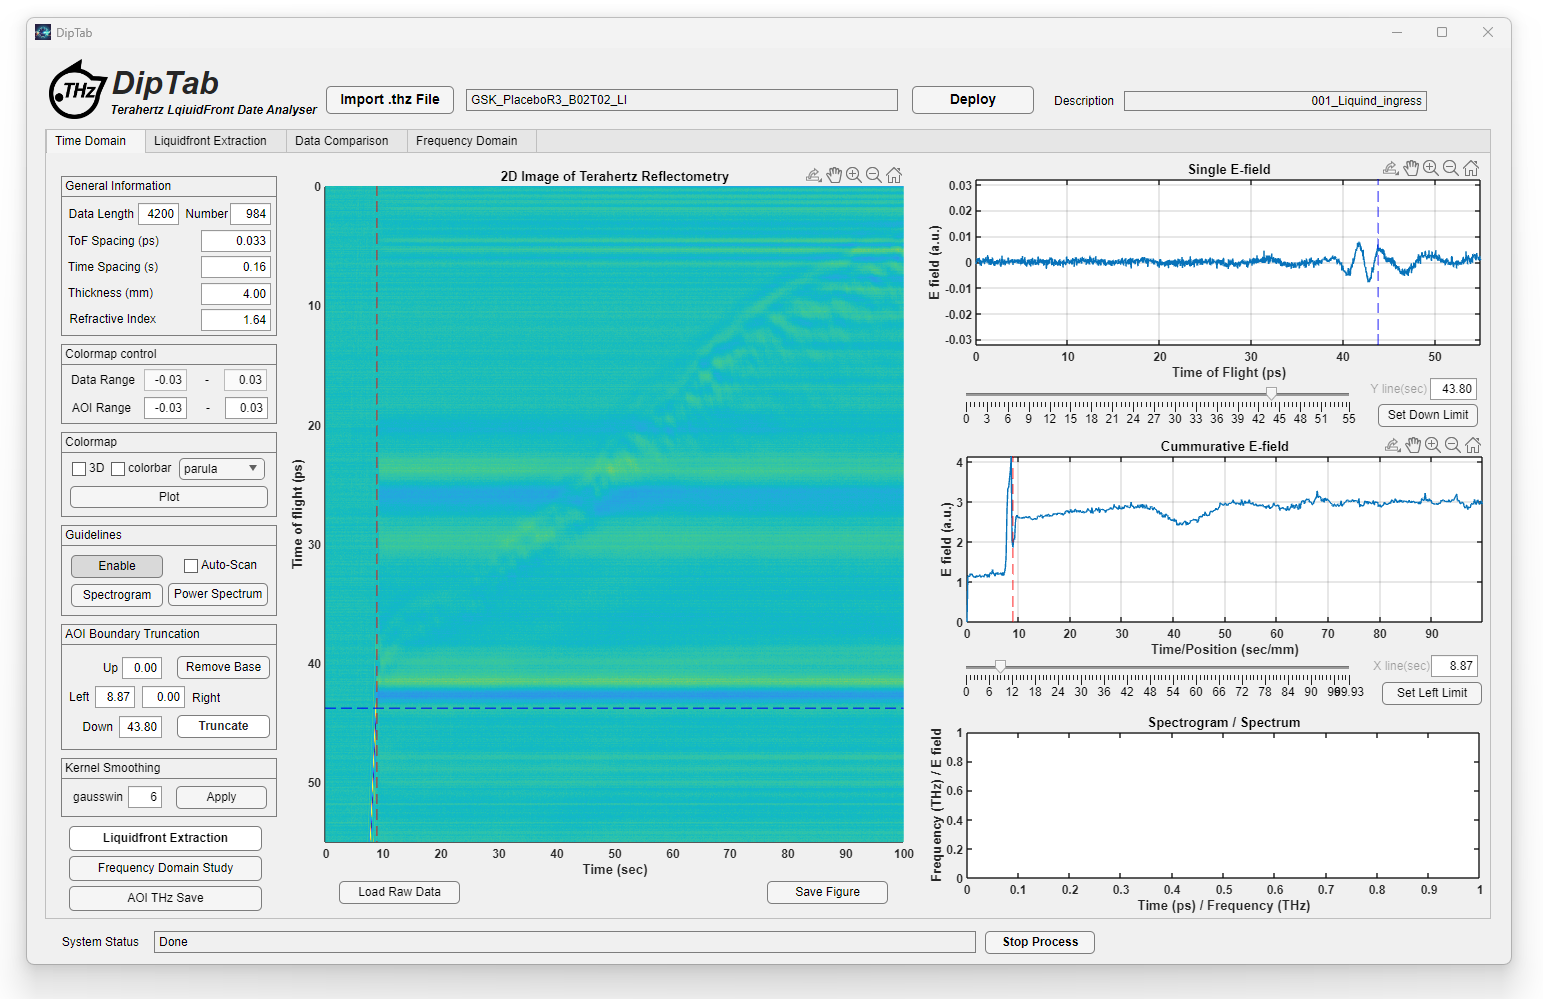 DipTab
.THz
DipTab
Terahertz LqiuidFront Date Analyser
Import .thz File
GSK_PlaceboR3_B02T02_LI
Deploy
Description
001_Liquind_ingress
Time Domain
Liquidfront Extraction
Data Comparison
Frequency Domain
General Information
Data Length 4200 Number 984
ToF Spacing (ps) 0.033
Time Spacing (s) 0.16
Thickness (mm) 4.00
Refractive Index 1.64
Colormap control
Data Range -0.03 - 0.03
AOI Range -0.03 - 0.03
Colormap
3D colorbar parula
Plot
Guidelines
Enable Auto-Scan
Spectrogram Power Spectrum
AOI Boundary Truncation
Up 0.00 Remove Base
Left 8.87 0.00 Right
Down 43.80 Truncate
Kernel Smoothing
gausswin 6 Apply
Liquidfront Extraction
Frequency Domain Study
AOI THz Save
2D Image of Terahertz Reflectometry
Time of flight (ps)
0
10
20
30
40
50
0 10 20 30 40 50 60 70 80 90 100
Time (sec)
Load Raw Data
Save Figure
Single E-field
E field (a.u.)
0.03
0.02
0.01
0
-0.01
-0.02
-0.03
0 10 20 30 40 50
Time of Flight (ps)
Y line(sec) 43.80
0 3 6 9 12 15 18 21 24 27 30 33 36 39 42 45 48 51 55
Set Down Limit
Cummurative E-field
E field (a.u.)
4
3
2
1
0
0 10 20 30 40 50 60 70 80 90
Time/Position (sec/mm)
X line(sec) 8.87
0 6 12 18 24 30 36 42 48 54 60 66 72 78 84 90 96 99.93
Set Left Limit
Spectrogram / Spectrum
Frequency (THz) / E field
1
0.8
0.6
0.4
0.2
0
0 0.1 0.2 0.3 0.4 0.5 0.6 0.7 0.8 0.9 1
Time (ps) / Frequency (THz)
System Status Done
Stop Process